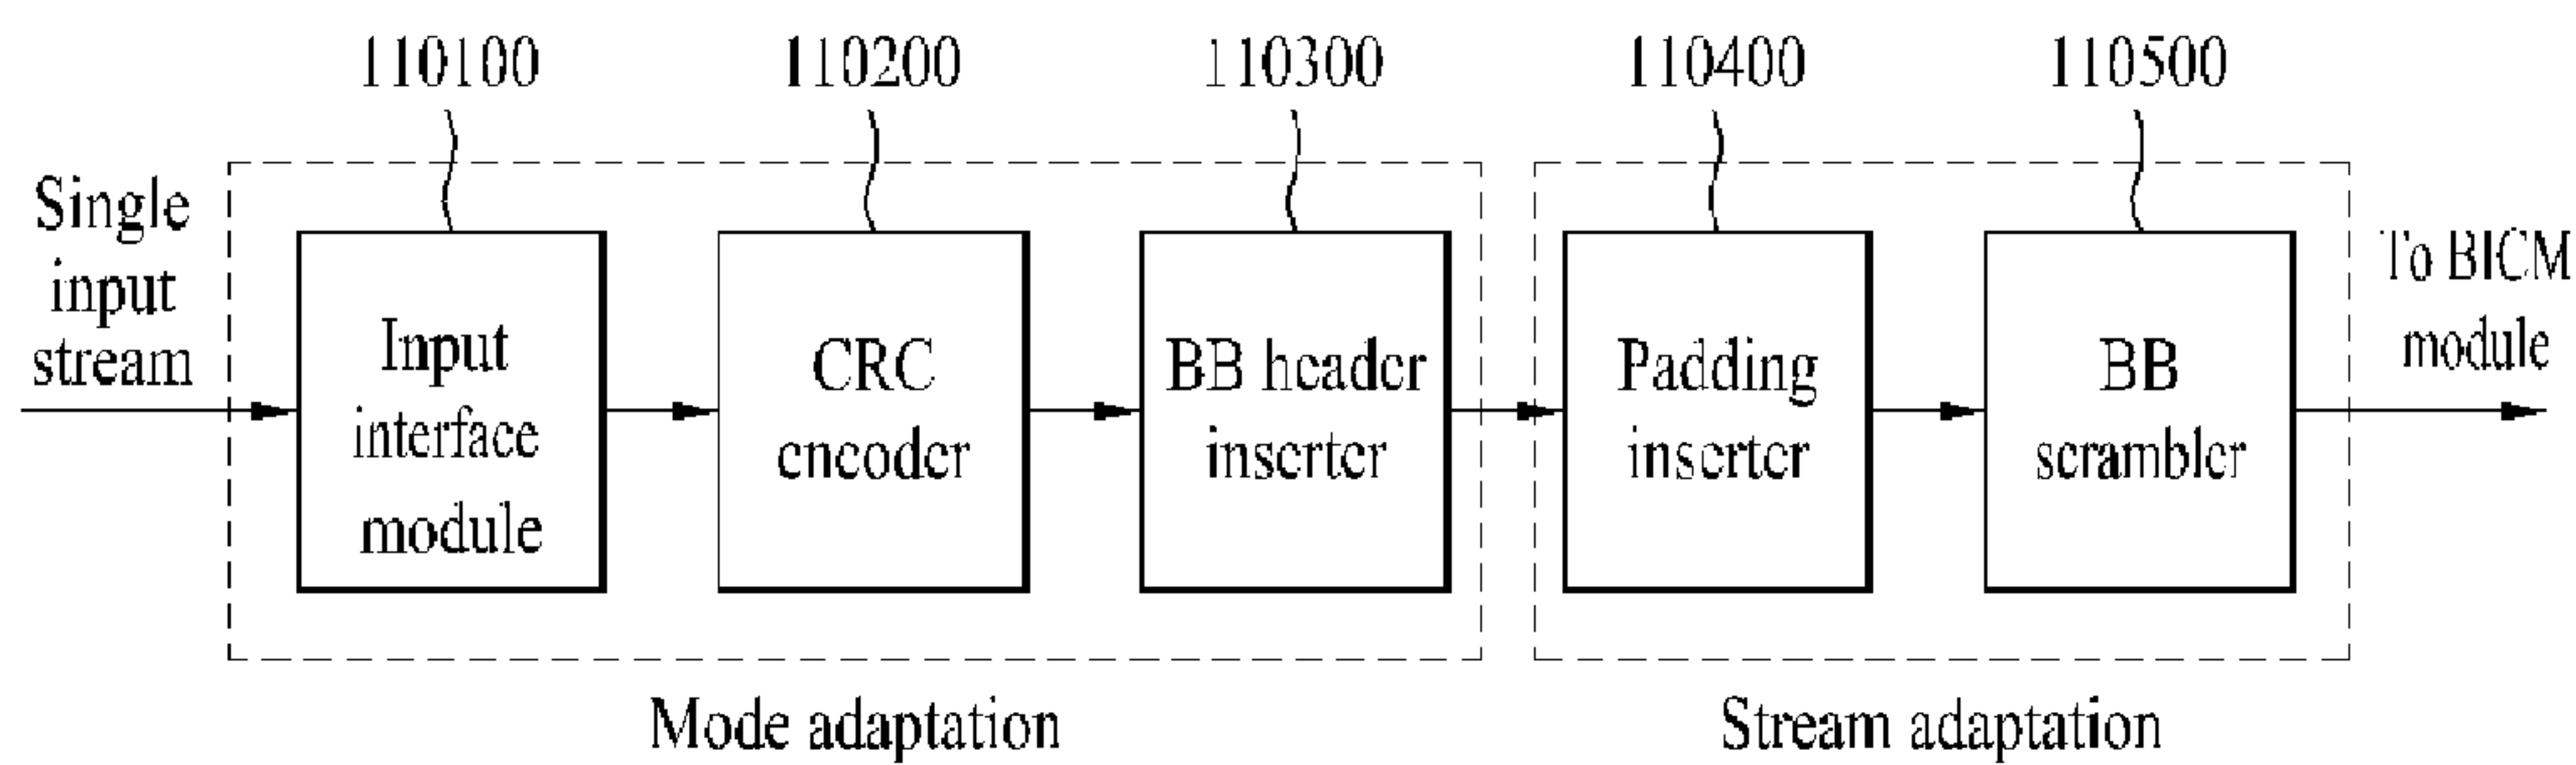 110100
110200
110300
110400
110500
Single
input
stream
Input
interface
module
CRC
encoder
BB header
inserter
Padding
inserter
BB
scrambler
To BICM
module
Mode adaptation
Stream adaptation